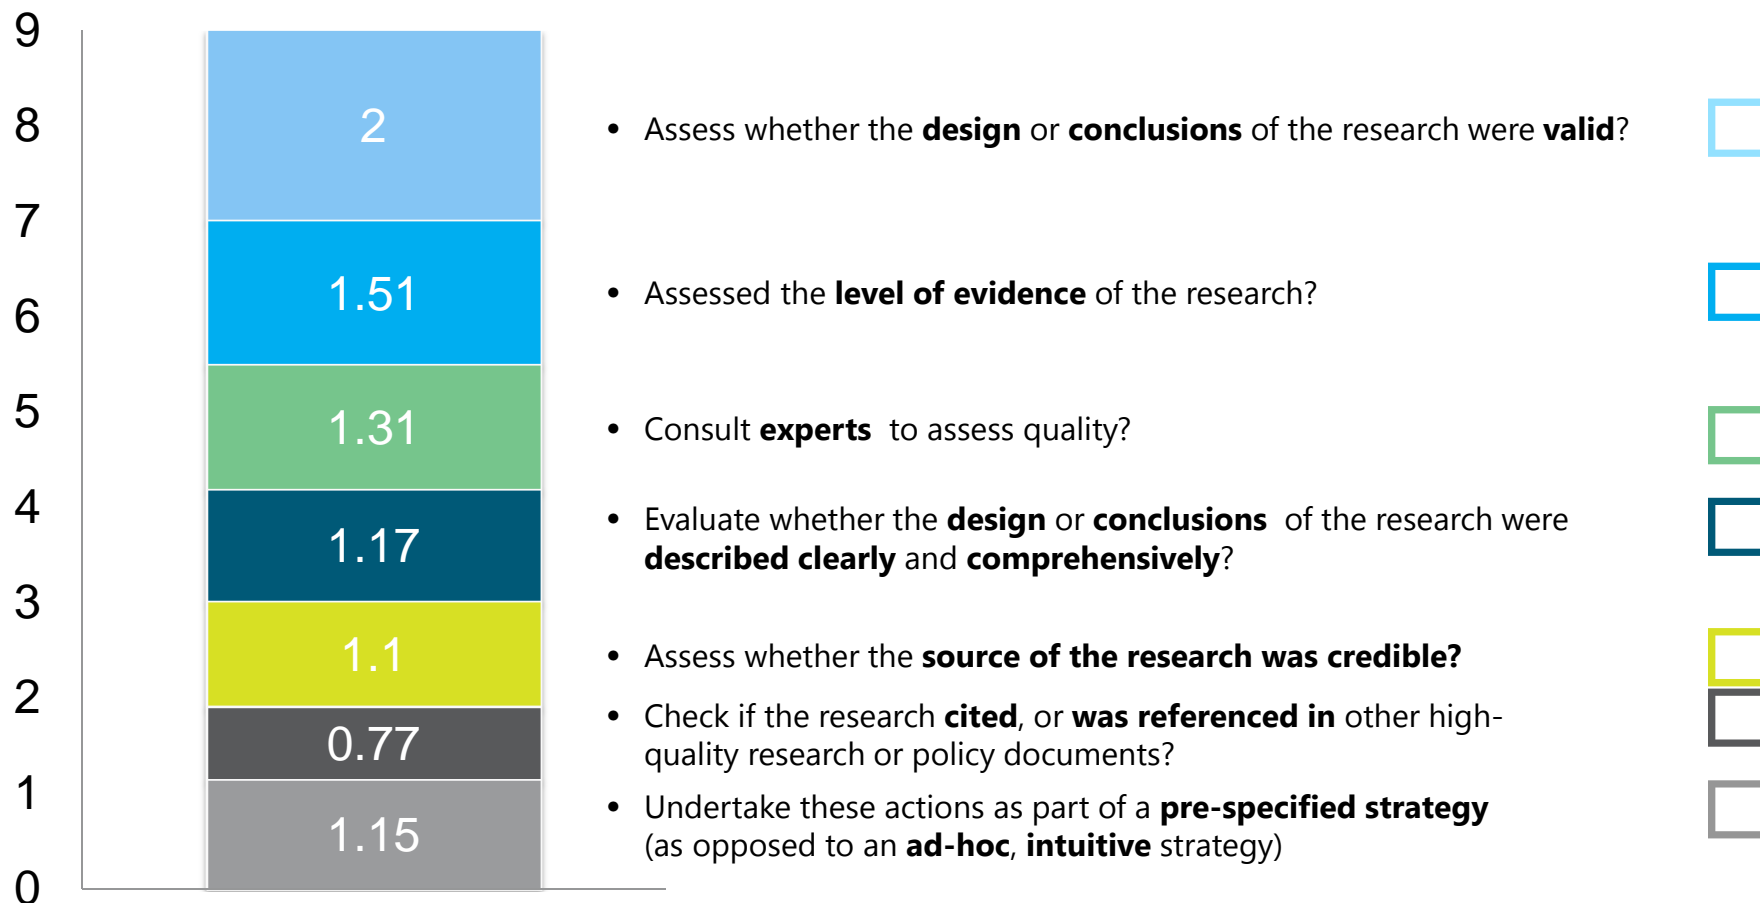 9
8
7
6
5
4
3
2
1
0
2
1.51
1.31
1.17
1.1
0.77
1.15
• Assess whether the design or conclusions of the research were valid?
• Assessed the level of evidence of the research?
• Consult experts  to assess quality?
• Evaluate whether the design or conclusions  of the research were
described clearly and comprehensively?
• Assess whether the source of the research was credible?
• Check if the research cited, or was referenced in other high-
quality research or policy documents?
• Undertake these actions as part of a pre-specified strategy
(as opposed to an ad-hoc, intuitive strategy)